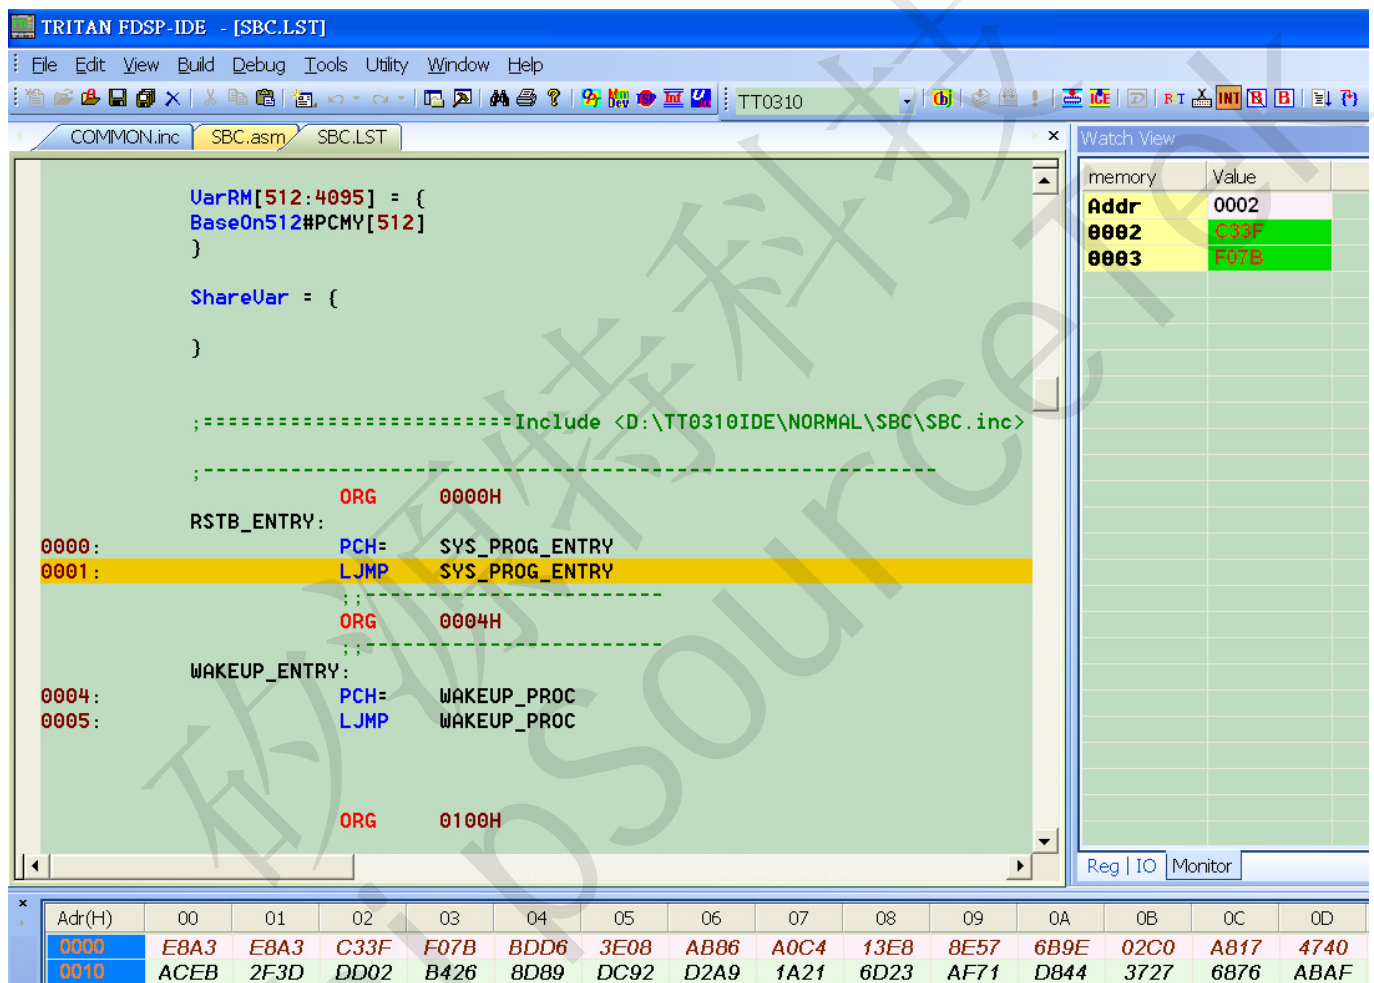 TRITAN FDSP-IDE - [SBC.LST]
File Edit View Build Debug Tools Utility Window Help
TT0310
COMMON.inc SBC.asm SBC.LST
Watch View
memory Value
Addr 0002
0002 C33F
0003 F07B
VarRM[512:4095] = {
BaseOn512#PCMY[512]
}
ShareVar = {
}
;=========================Include <D:\TT0310IDE\NORMAL\SBC\SBC.inc>
;------------------------------------------------------------
ORG 0000H
RSTB_ENTRY:
0000: PCH= SYS_PROG_ENTRY
0001: LJMP SYS_PROG_ENTRY
;;------------------------
ORG 0004H
;;------------------------
WAKEUP_ENTRY:
0004: PCH= WAKEUP_PROC
0005: LJMP WAKEUP_PROC
ORG 0100H
Reg | IO Monitor
Adr(H) 00 01 02 03 04 05 06 07 08 09 0A 0B 0C 0D
0000 E8A3 E8A3 C33F F07B BDD6 3E08 AB86 A0C4 13E8 8E57 6B9E 02C0 A817 4740
0010 ACEB 2F3D DD02 B426 8D89 DC92 D2A9 1A21 6D23 AF71 D844 3727 6876 ABAF
矽源特科技